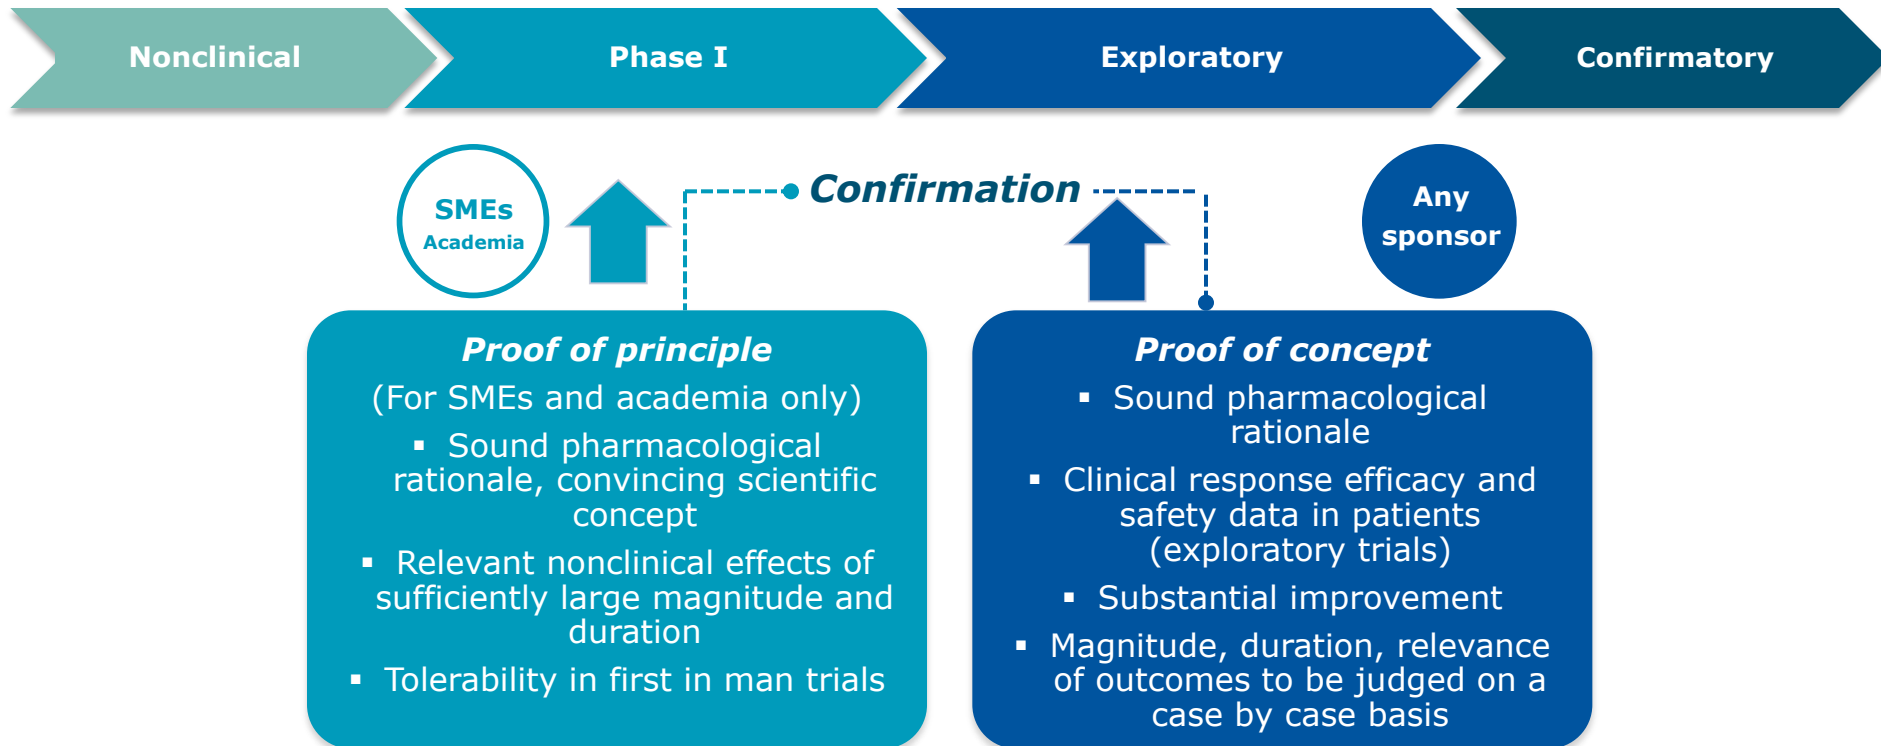 Nonclinical
Phase I
Exploratory
Confirmatory
SMEs
Academia
Confirmation
Any
sponsor
Proof of principle
(For SMEs and academia only)
▪ Sound pharmacological
rationale, convincing scientific
concept
▪ Relevant nonclinical effects of
sufficiently large magnitude and
duration
▪ Tolerability in first in man trials
Proof of concept
▪ Sound pharmacological
rationale
▪ Clinical response efficacy and
safety data in patients
(exploratory trials)
▪ Substantial improvement
▪ Magnitude, duration, relevance
of outcomes to be judged on a
case by case basis